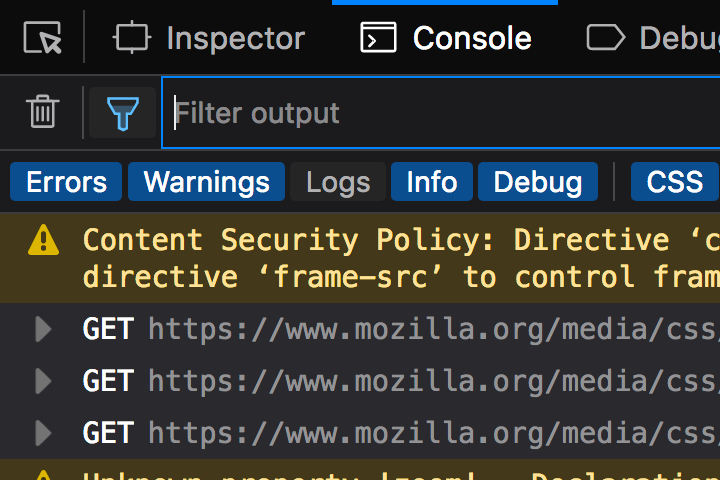 Inspector Console
Filter output
Errors Warnings Logs Info Debug CSS
Content Security Policy: Directive ‘c
directive ‘frame-src’ to control fram
GET https://www.mozilla.org/media/css/
GET https://www.mozilla.org/media/css/
GET https://www.mozilla.org/media/css/